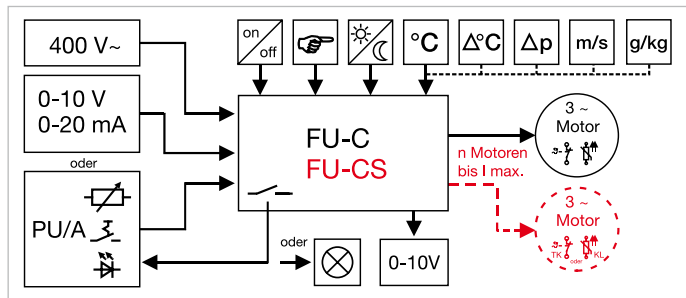 400 V~
on
off
°C
Δ°C
Δp
m/s
g/kg
0-10 V
0-20 mA
oder
PU/A
FU-C
FU-CS
n Motoren
bis I max.
3 ~
Motor
3 ~
Motor
TK oder KL
oder
0-10V